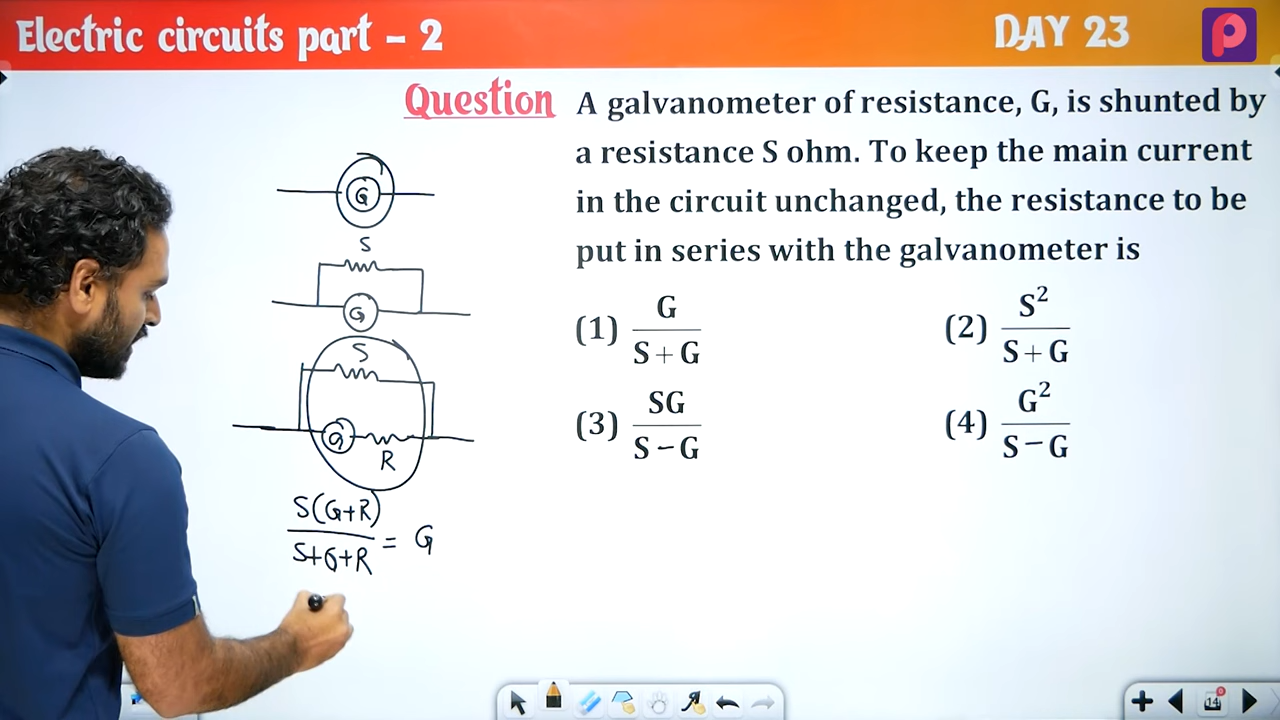 Electric circuits part - 2
DAY 23
Question A galvanometer of resistance, G, is shunted by
a resistance S ohm. To keep the main current
in the circuit unchanged, the resistance to be
put in series with the galvanometer is
(1) G / S + G
(2) S² / S + G
(3) SG / S - G
(4) G² / S - G
G
S
G
S
G R
S(G+R) / S+G+R = G
14